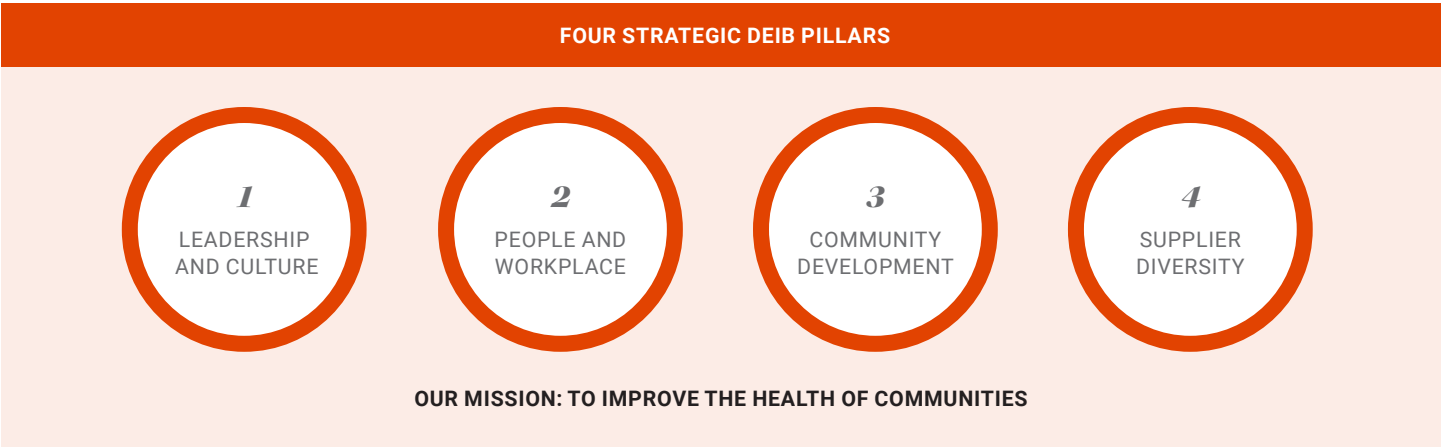 FOUR STRATEGIC DEIB PILLARS
1
LEADERSHIP
AND CULTURE
2
PEOPLE AND
WORKPLACE
3
COMMUNITY
DEVELOPMENT
4
SUPPLIER
DIVERSITY
OUR MISSION: TO IMPROVE THE HEALTH OF COMMUNITIES